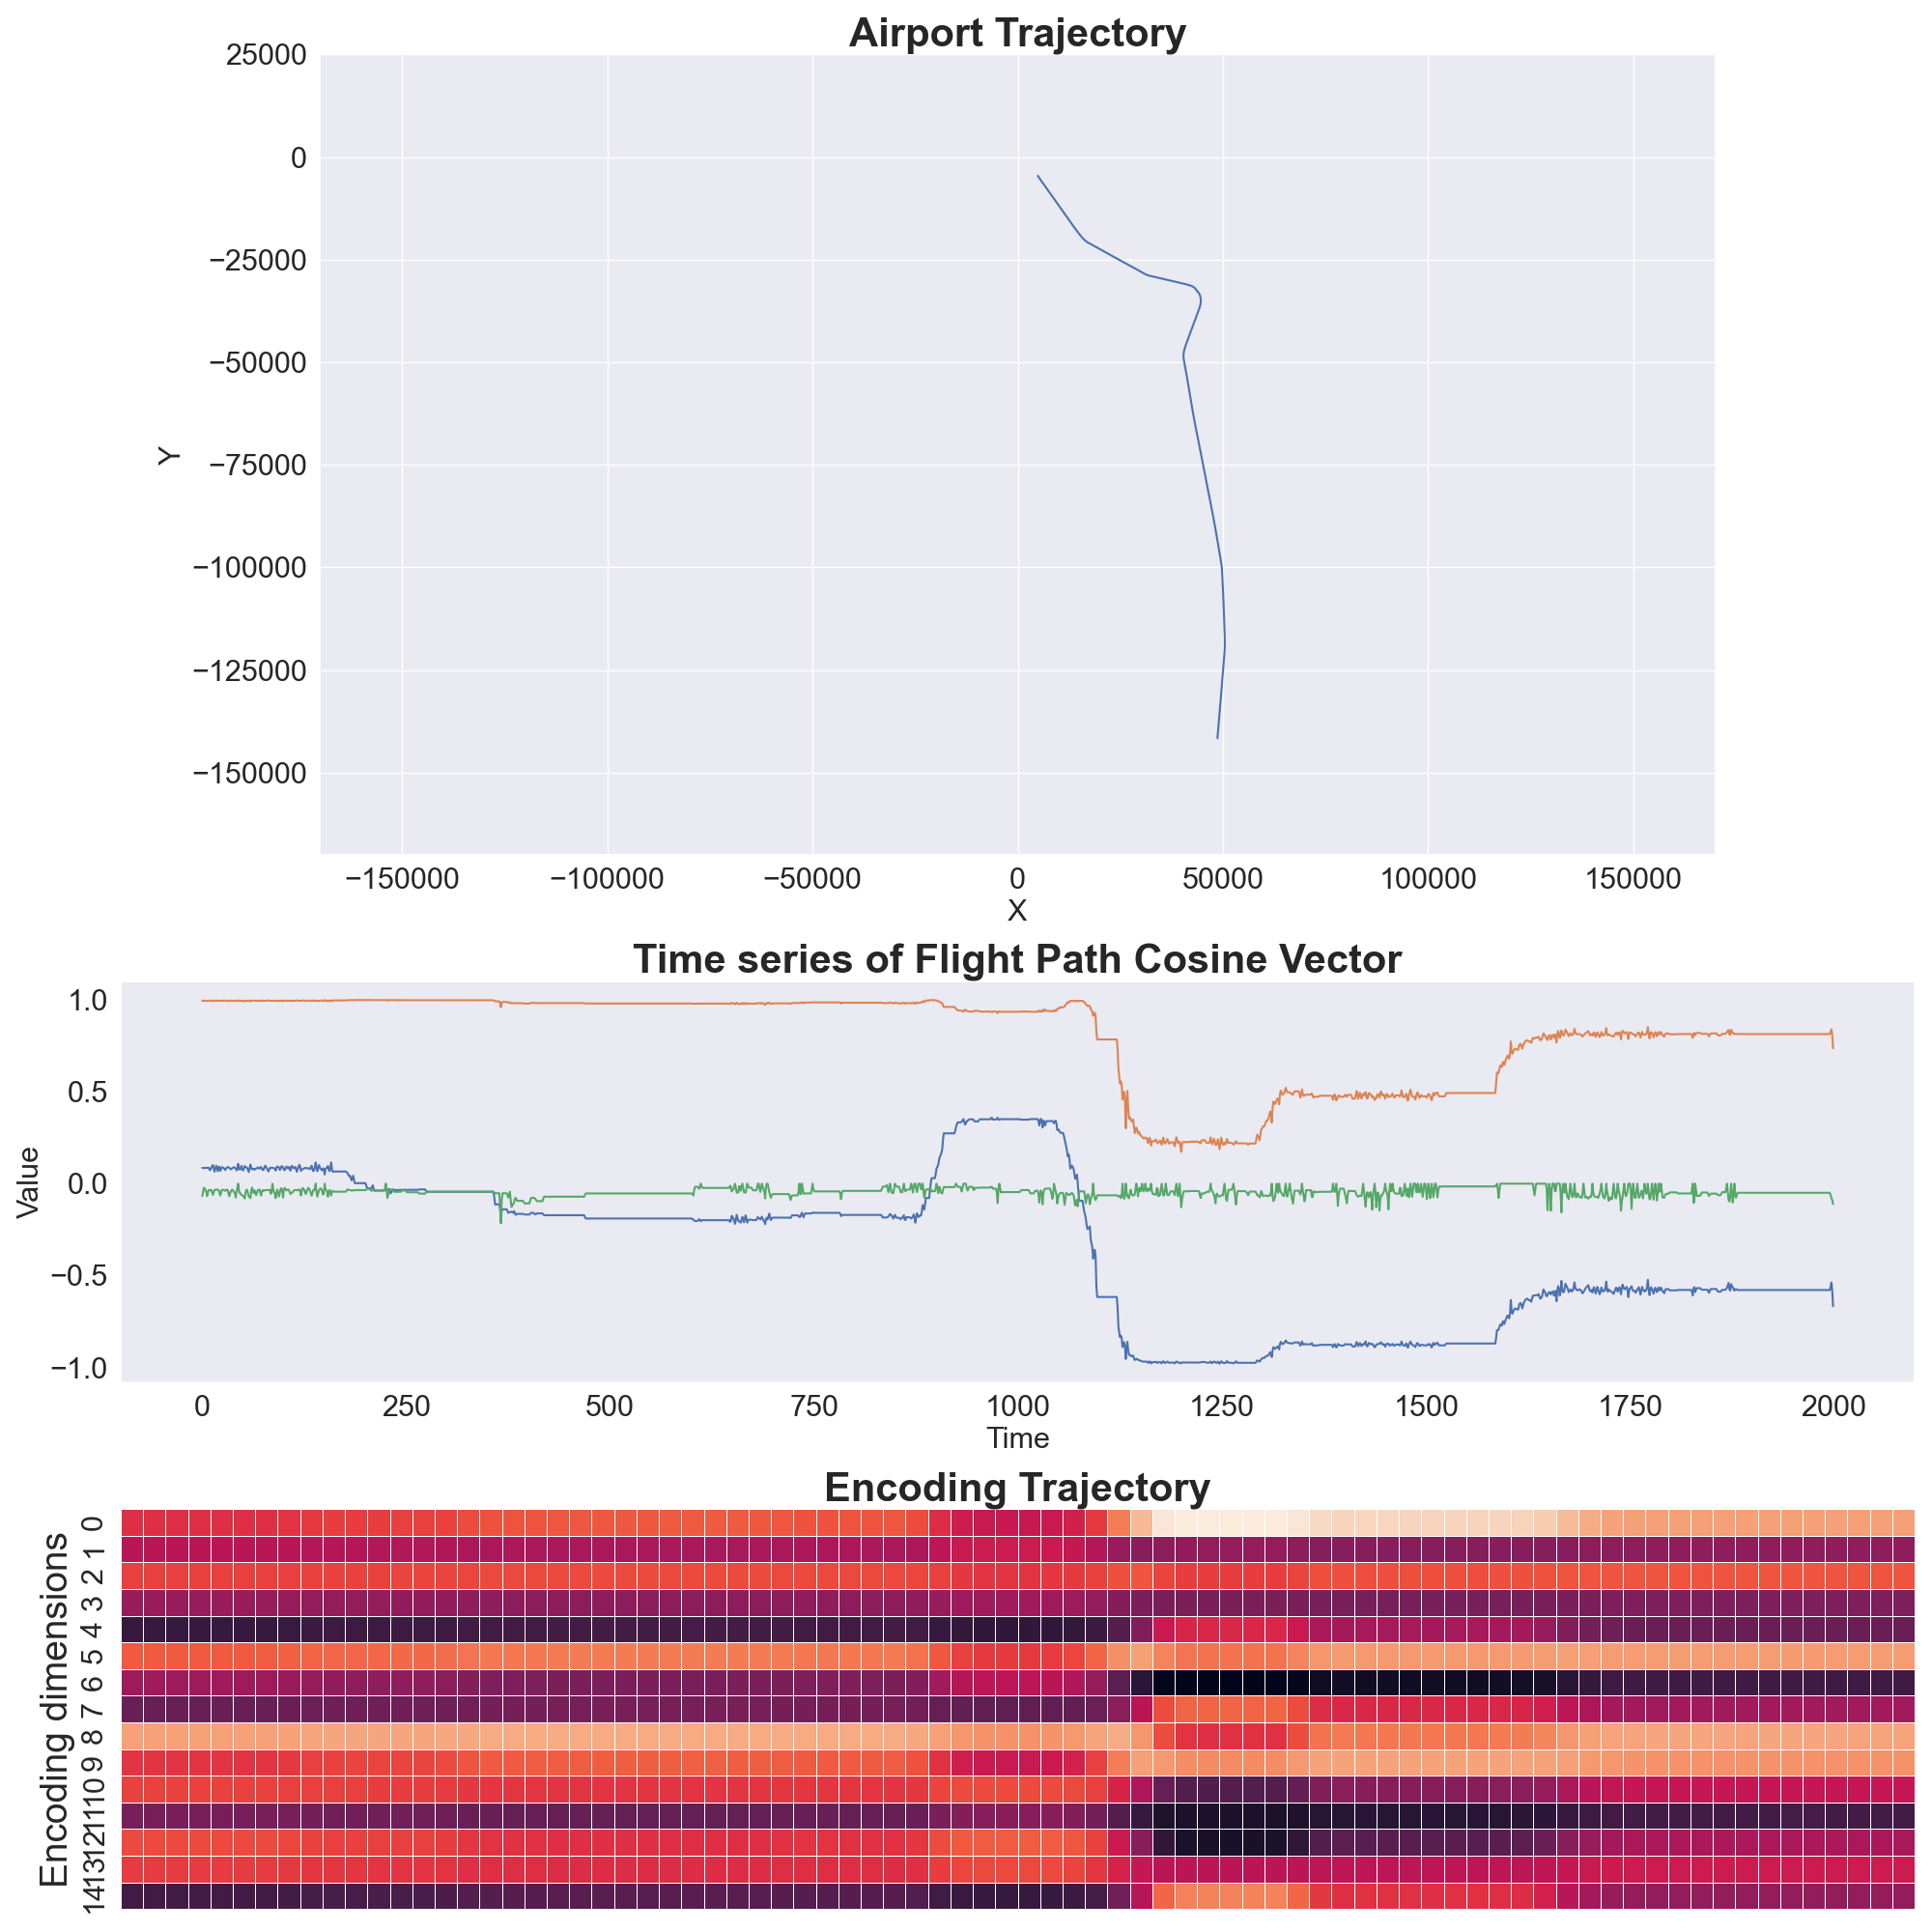 Airport Trajectory
25000
0
−25000
−50000
−75000
−100000
−125000
−150000
Y
−150000 −100000 −50000 0 50000 100000 150000
X
Time series of Flight Path Cosine Vector
1.0
0.5
0.0
−0.5
−1.0
Value
0 250 500 750 1000 1250 1500 1750 2000
Time
Encoding Trajectory
Encoding dimensions
0
1
2
3
4
5
6
7
8
9
10
11
12
13
14